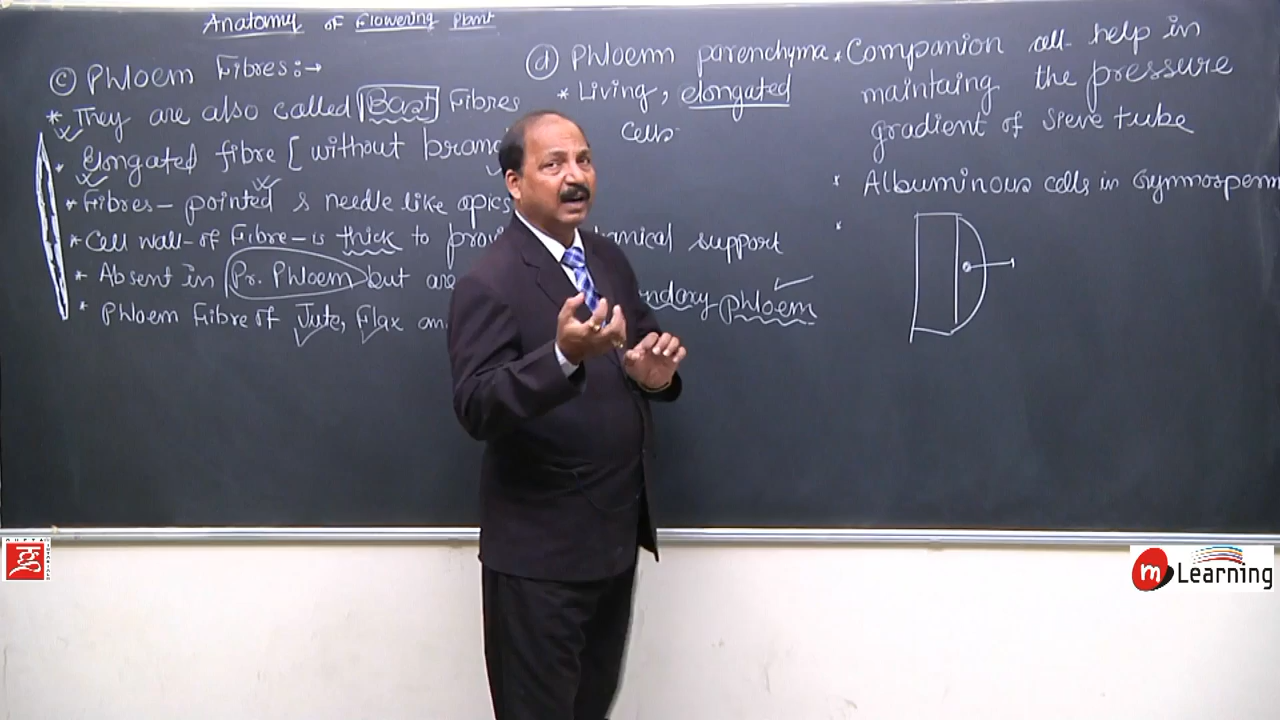 Anatomy of Flowering Plant
(c) Phloem Fibres:→
* They are also called Bast Fibres
* Elongated fibre [without branc
* Fibres - pointed & needle like apics
* Cell wall of Fibre - is thick to prov hanical support
* Absent in Pr. Phloem but are ndary phloem
* Phloem Fibre of Jute, Flax an
(d) Phloem parenchyma
* Living, elongated
cells
* Companion cell help in
maintaing the pressure
gradient of sieve tube
* Albuminous cells in Gymnosperm
*
GUPTA
TUTORIALS
m Learning